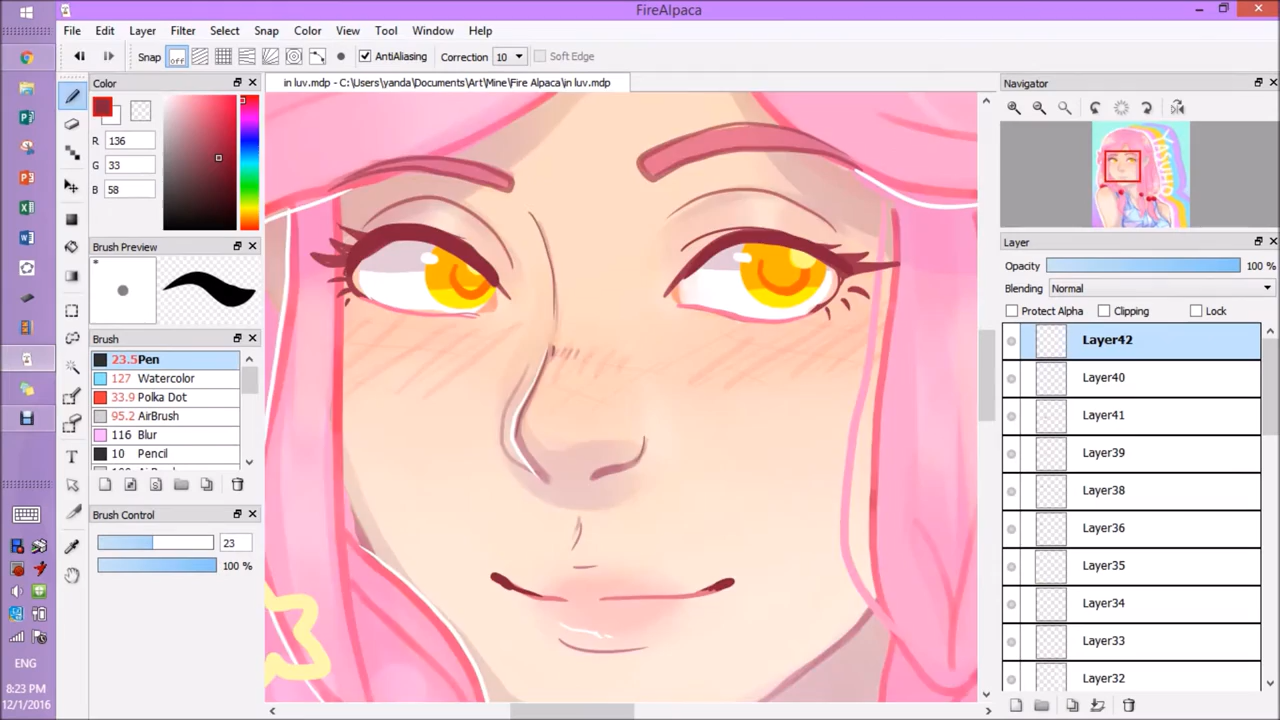 FireAlpaca
File Edit Layer Filter Select Snap Color View Tool Window Help
Snap off AntiAliasing Correction 10 Soft Edge
Color
in luv.mdp - C:\Users\yanda\Documents\Art\Mine\Fire Alpaca\in luv.mdp
Navigator
R 136
G 33
B 58
Brush Preview
Layer
Opacity 100 %
Blending Normal
Protect Alpha Clipping Lock
Brush
23.5 Pen
127 Watercolor
33.9 Polka Dot
95.2 AirBrush
116 Blur
10 Pencil
Brush Control
23
100 %
Layer42
Layer40
Layer41
Layer39
Layer38
Layer36
Layer35
Layer34
Layer33
Layer32
ENG
8:23 PM
12/1/2016